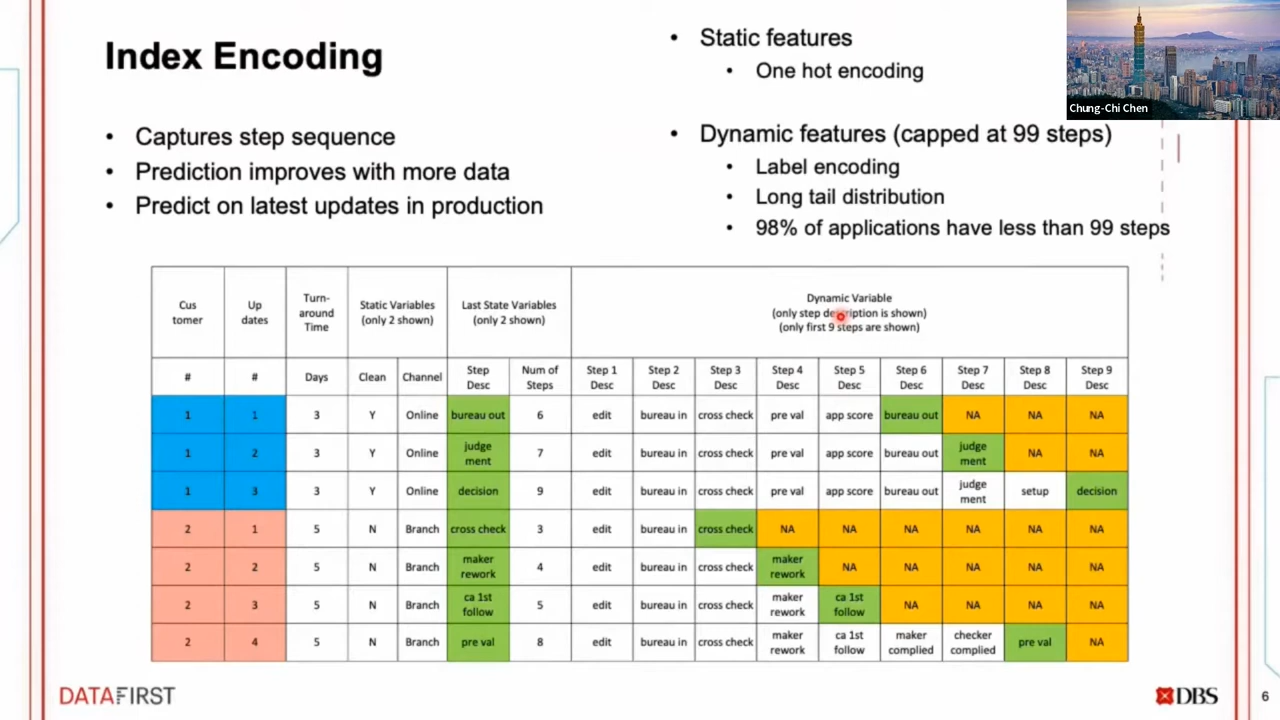 Index Encoding
• Captures step sequence
• Prediction improves with more data
• Predict on latest updates in production
• Static features
• One hot encoding
• Dynamic features (capped at 99 steps)
• Label encoding
• Long tail distribution
• 98% of applications have less than 99 steps
Chung-Chi Chen
Cus tomer | Up dates | Turn-around Time | Static Variables (only 2 shown) | Last State Variables (only 2 shown) | Dynamic Variable (only step description is shown) (only first 9 steps are shown)
# | # | Days | Clean | Channel | Step Desc | Num of Steps | Step 1 Desc | Step 2 Desc | Step 3 Desc | Step 4 Desc | Step 5 Desc | Step 6 Desc | Step 7 Desc | Step 8 Desc | Step 9 Desc
1 | 1 | 3 | Y | Online | bureau out | 6 | edit | bureau in | cross check | pre val | app score | bureau out | NA | NA | NA
1 | 2 | 3 | Y | Online | judge ment | 7 | edit | bureau in | cross check | pre val | app score | bureau out | judge ment | NA | NA
1 | 3 | 3 | Y | Online | decision | 9 | edit | bureau in | cross check | pre val | app score | bureau out | judge ment | setup | decision
2 | 1 | 5 | N | Branch | cross check | 3 | edit | bureau in | cross check | NA | NA | NA | NA | NA | NA
2 | 2 | 5 | N | Branch | maker rework | 4 | edit | bureau in | cross check | maker rework | NA | NA | NA | NA | NA
2 | 3 | 5 | N | Branch | ca 1st follow | 5 | edit | bureau in | cross check | maker rework | ca 1st follow | NA | NA | NA | NA
2 | 4 | 5 | N | Branch | pre val | 8 | edit | bureau in | cross check | maker rework | ca 1st follow | maker complied | checker complied | pre val | NA
DATAFIRST
DBS
6